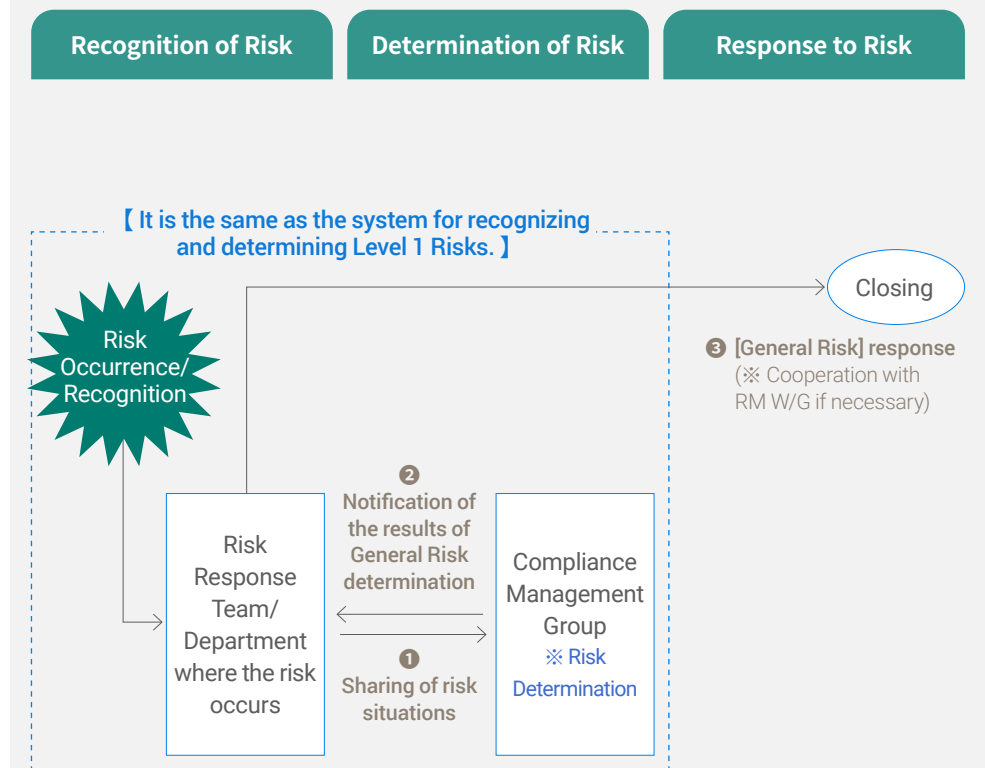 Recognition of Risk
Determination of Risk
Response to Risk
【 It is the same as the system for recognizing
and determining Level 1 Risks. 】
Risk
Occurrence/
Recognition
Closing
❸ [General Risk] response
(※ Cooperation with
RM W/G if necessary)
❷
Notification of
the results of
General Risk
determination
Risk
Response
Team/
Department
where the risk
occurs
Compliance
Management
Group
※ Risk
Determination
❶
Sharing of risk
situations